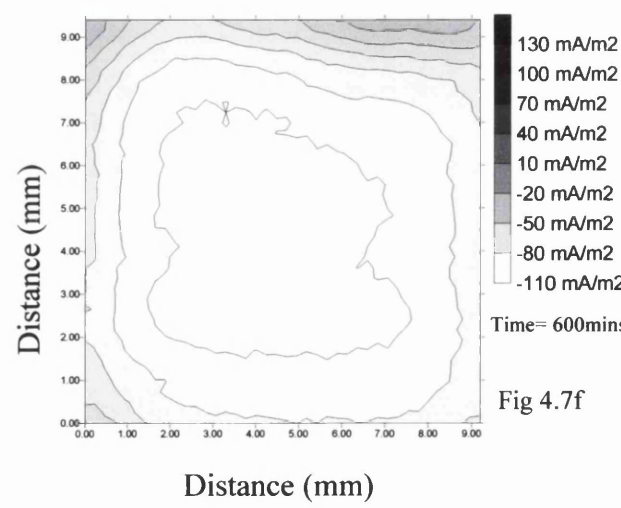 9.00
8.00
7.00
6.00
5.00
4.00
3.00
2.00
1.00
0.00
0.00 1.00 2.00 3.00 4.00 5.00 6.00 7.00 8.00 9.00
Distance (mm)
Distance (mm)
130 mA/m2
100 mA/m2
70 mA/m2
40 mA/m2
10 mA/m2
-20 mA/m2
-50 mA/m2
-80 mA/m2
-110 mA/m2
Time= 600mins
Fig 4.7f